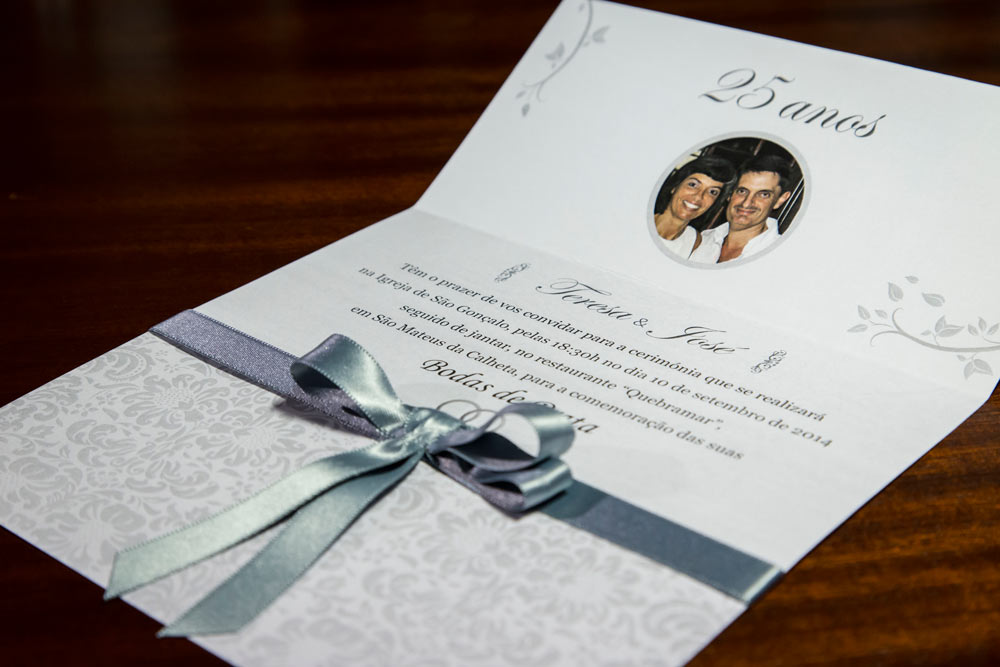 25 anos
Teresa & José
Têm o prazer de vos convidar para a cerimónia que se realizará
na Igreja de São Gonçalo, pelas 18:30h no dia 10 de setembro de 2014
seguido de jantar, no restaurante “Quebramar”,
em São Mateus da Calheta, para a comemoração das suas
Bodas de